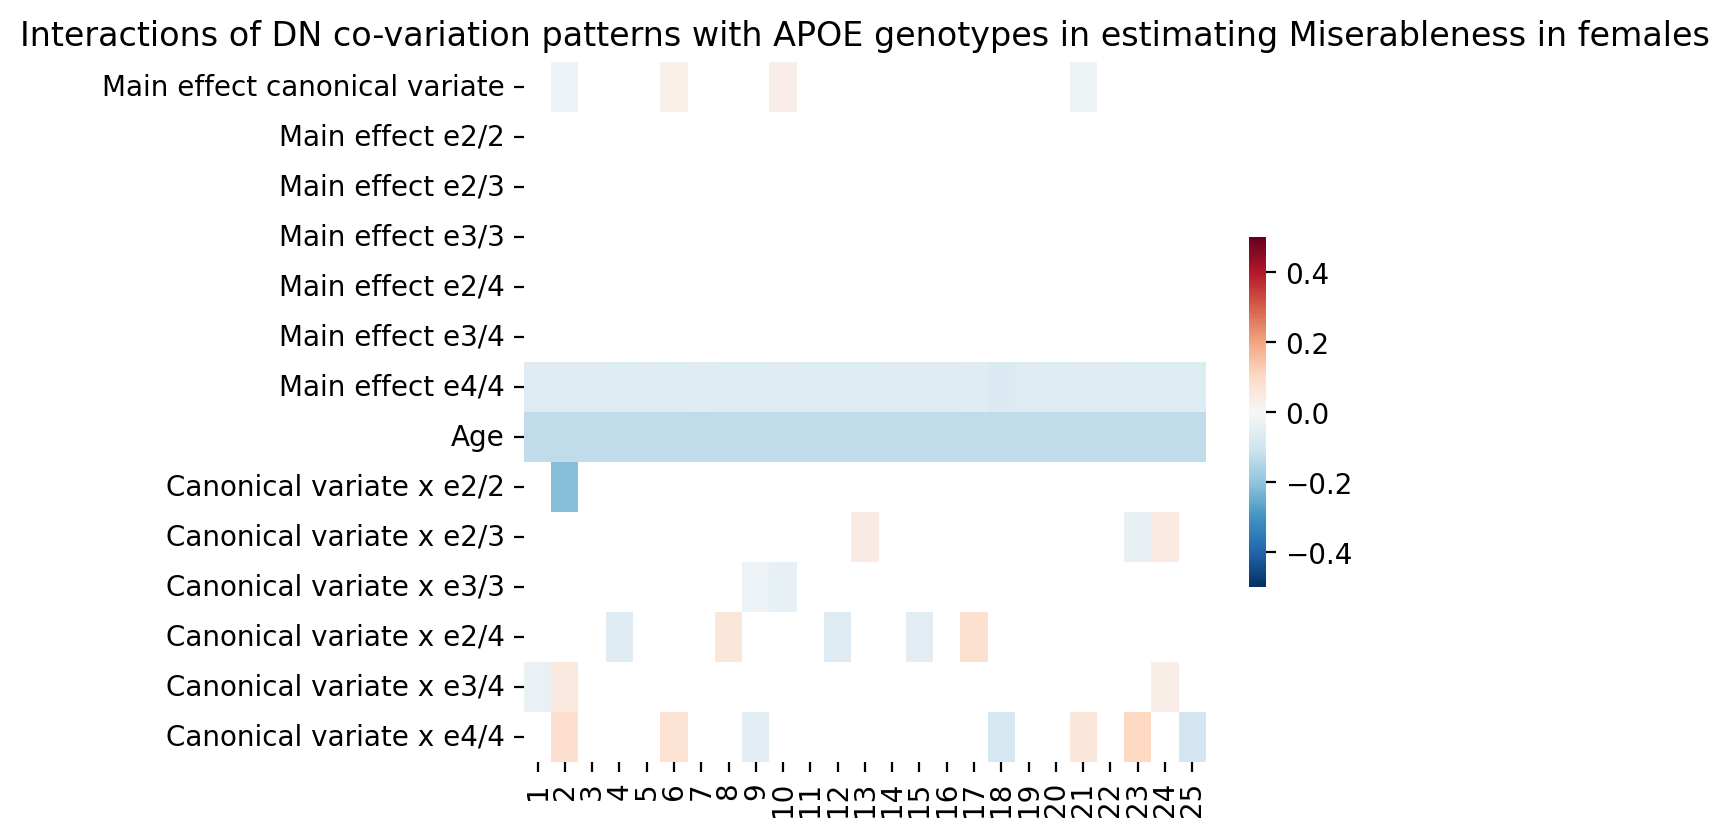 Interactions of DN co-variation patterns with APOE genotypes in estimating Miserableness in females
Main effect canonical variate
Main effect e2/2
Main effect e2/3
Main effect e3/3
Main effect e2/4
Main effect e3/4
Main effect e4/4
Age
Canonical variate x e2/2
Canonical variate x e2/3
Canonical variate x e3/3
Canonical variate x e2/4
Canonical variate x e3/4
Canonical variate x e4/4
1 2 3 4 5 6 7 8 9 10 11 12 13 14 15 16 17 18 19 20 21 22 23 24 25
0.4
0.2
0.0
−0.2
−0.4